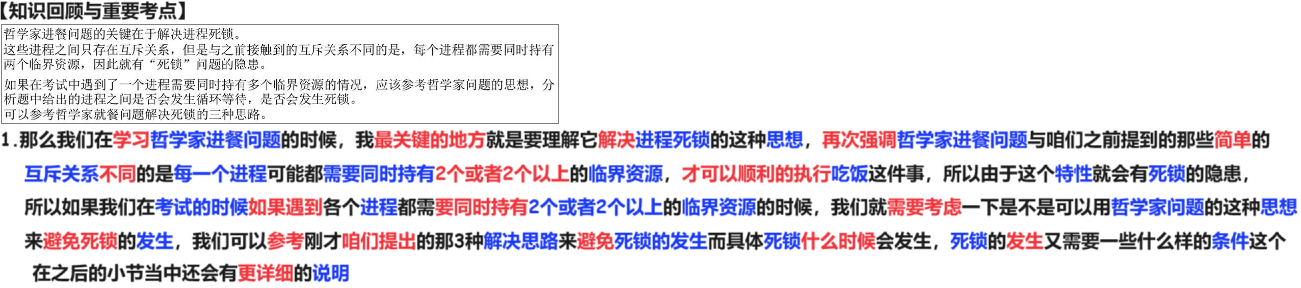 【知识回顾与重要考点】
哲学家进餐问题的关键在于解决进程死锁。
这些进程之间只存在互斥关系，但是与之前接触到的互斥关系不同的是，每个进程都需要同时持有
两个临界资源，因此就有“死锁”问题的隐患。
如果在考试中遇到了一个进程需要同时持有多个临界资源的情况，应该参考哲学家问题的思想，分
析题中给出的进程之间是否会发生循环等待，是否会发生死锁。
可以参考哲学家就餐问题解决死锁的三种思路。
1.那么我们在学习哲学家进餐问题的时候，我最关键的地方就是要理解它解决进程死锁的这种思想，再次强调哲学家进餐问题与咱们之前提到的那些简单的
互斥关系不同的是每一个进程可能都需要同时持有2个或者2个以上的临界资源，才可以顺利的执行吃饭这件事，所以由于这个特性就会有死锁的隐患，
所以如果我们在考试的时候如果遇到各个进程都需要同时持有2个或者2个以上的临界资源的时候，我们就需要考虑一下是不是可以用哲学家问题的这种思想
来避免死锁的发生，我们可以参考刚才咱们提出的那3种解决思路来避免死锁的发生而具体死锁什么时候会发生，死锁的发生又需要一些什么样的条件这个
在之后的小节当中还会有更详细的说明